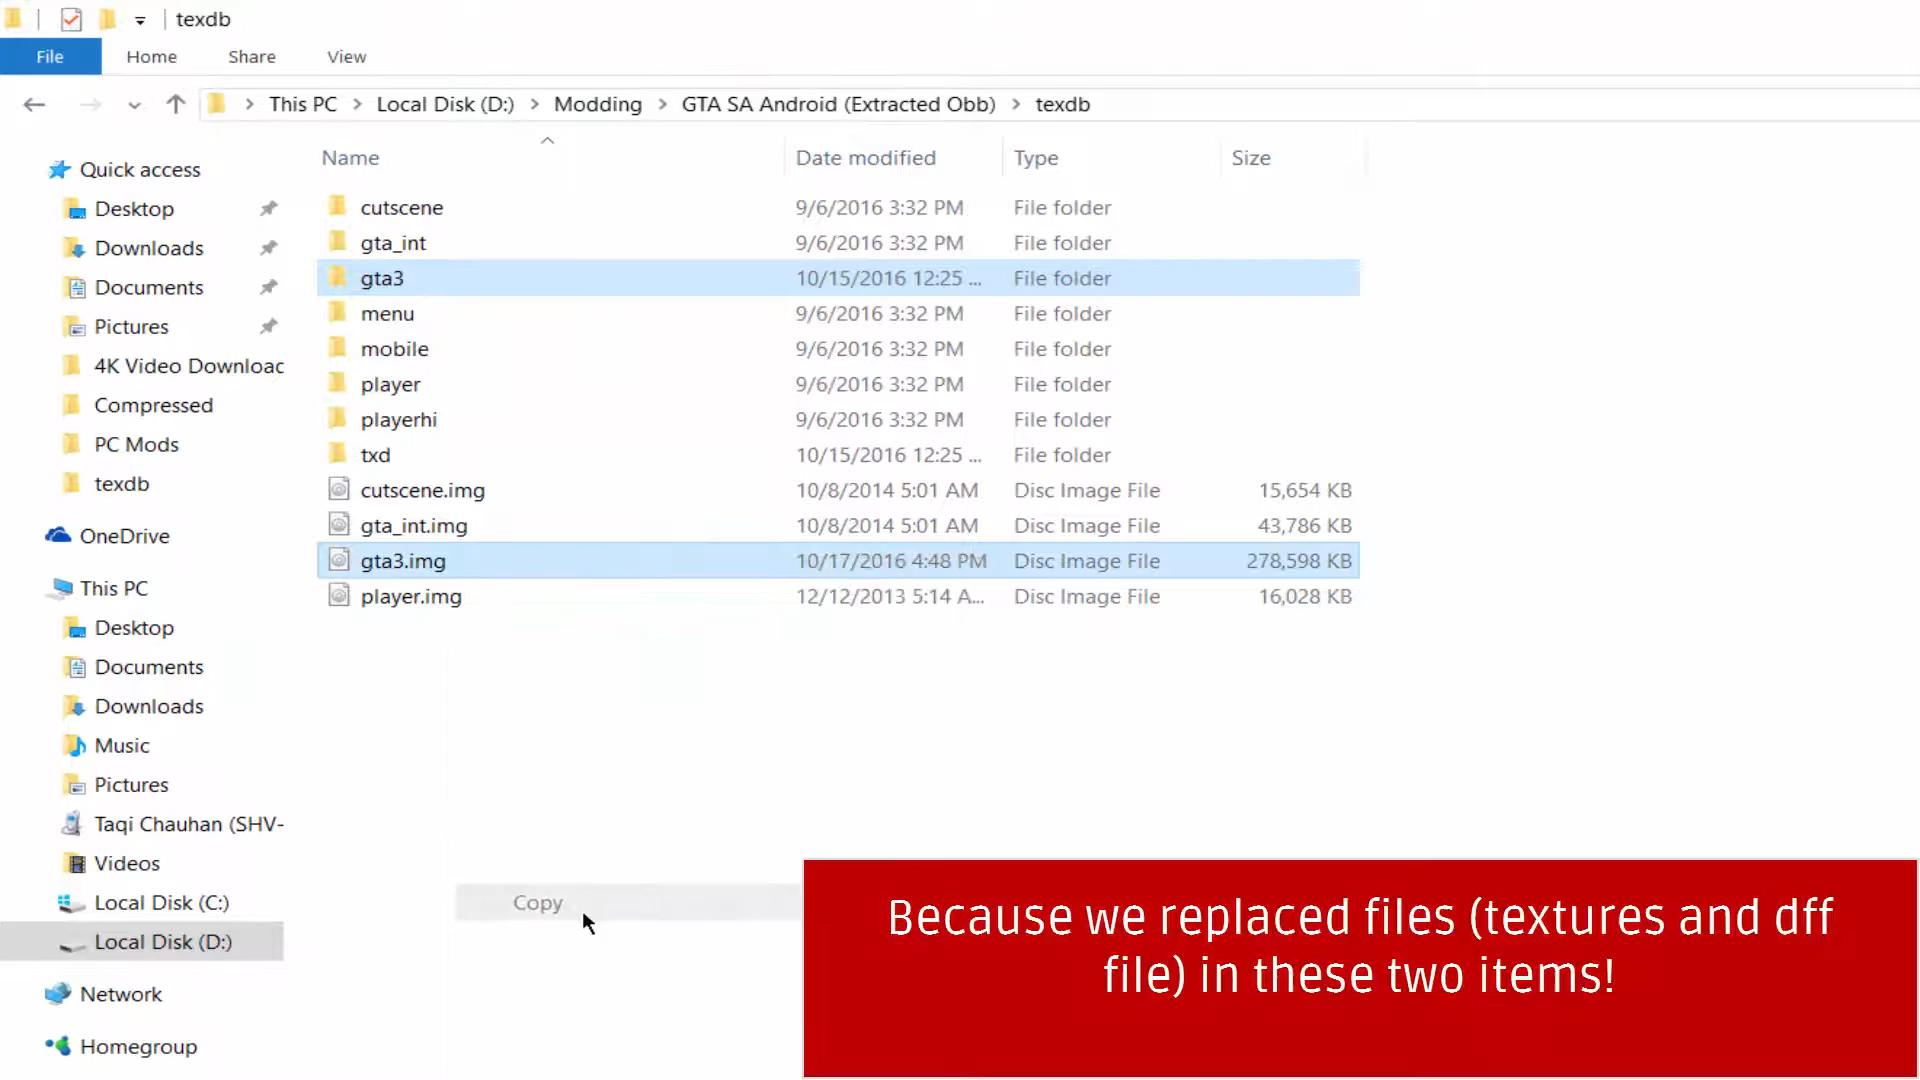 texdb
File Home Share View
This PC Local Disk (D:) Modding GTA SA Android (Extracted Obb) texdb
Name Date modified Type Size
Quick access
Desktop
Downloads
Documents
Pictures
4K Video Downloac
Compressed
PC Mods
texdb
OneDrive
This PC
Desktop
Documents
Downloads
Music
Pictures
Taqi Chauhan (SHV-
Videos
Local Disk (C:)
Local Disk (D:)
Network
Homegroup
cutscene 9/6/2016 3:32 PM File folder
gta_int 9/6/2016 3:32 PM File folder
gta3 10/15/2016 12:25 ... File folder
menu 9/6/2016 3:32 PM File folder
mobile 9/6/2016 3:32 PM File folder
player 9/6/2016 3:32 PM File folder
playerhi 9/6/2016 3:32 PM File folder
txd 10/15/2016 12:25 ... File folder
cutscene.img 10/8/2014 5:01 AM Disc Image File 15,654 KB
gta_int.img 10/8/2014 5:01 AM Disc Image File 43,786 KB
gta3.img 10/17/2016 4:48 PM Disc Image File 278,598 KB
player.img 12/12/2013 5:14 A... Disc Image File 16,028 KB
Copy
Because we replaced files (textures and dff
file) in these two items!